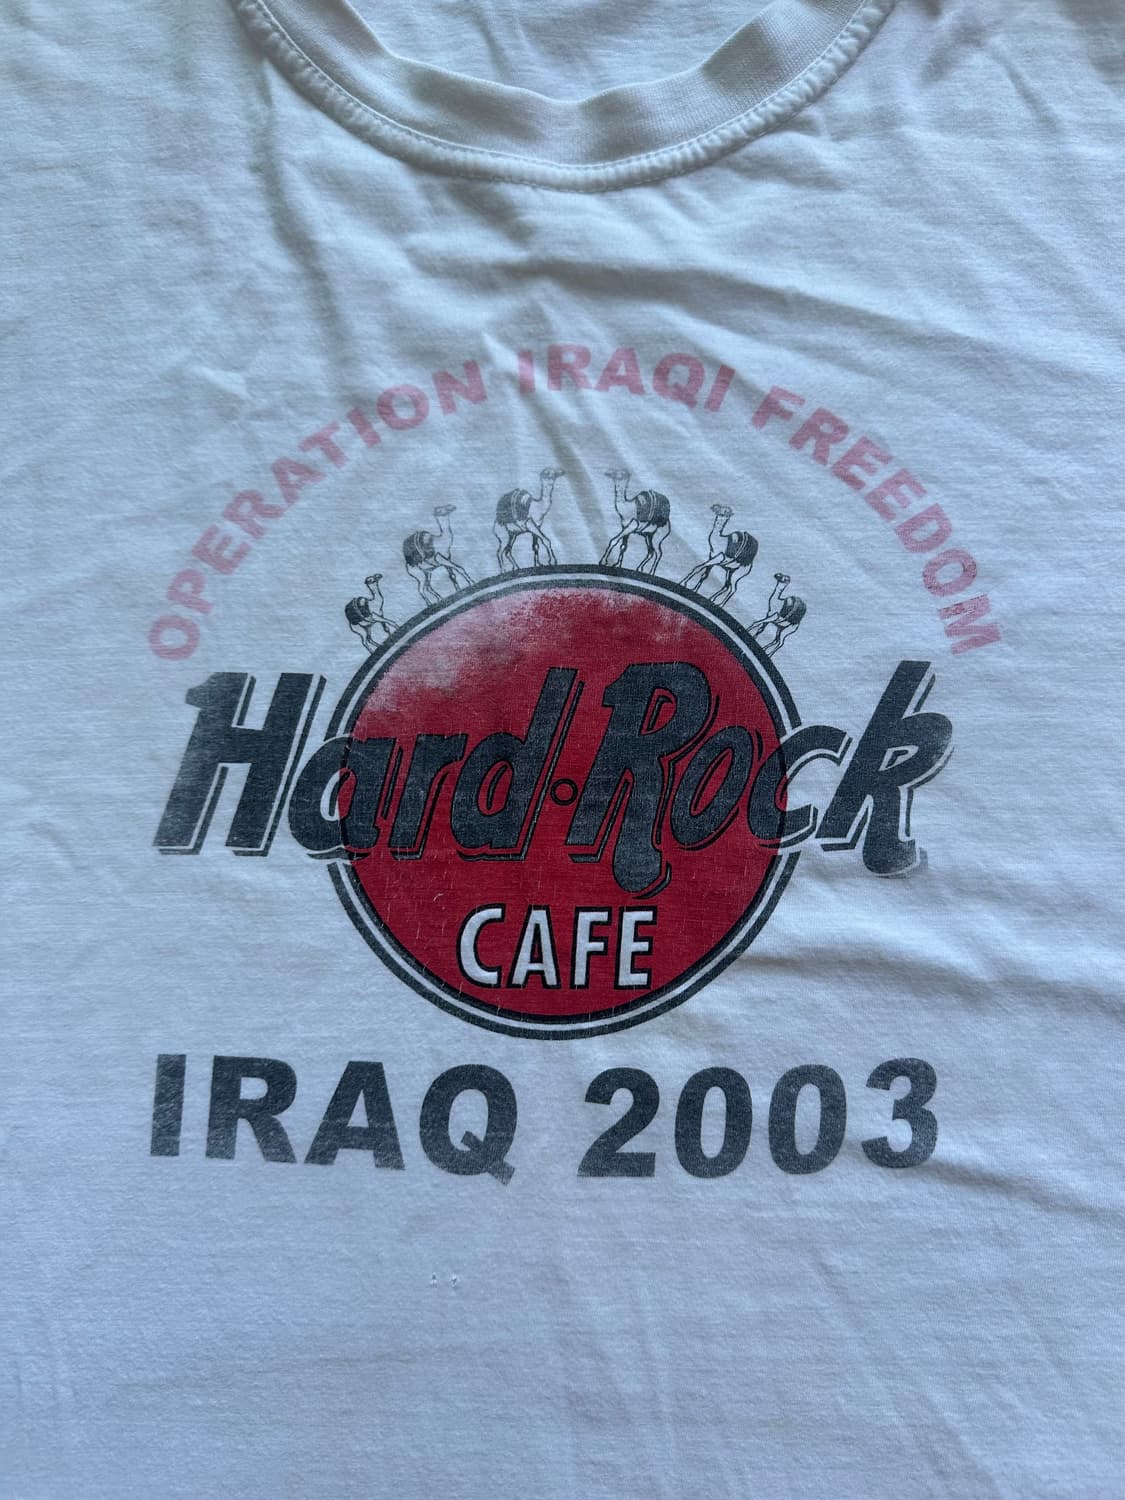 OPERATION IRAQI FREEDOM
Hard Rock
CAFE
IRAQ 2003